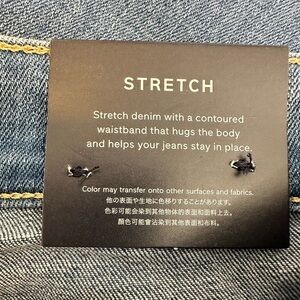 STRETCH
Stretch denim with a contoured
waistband that hugs the body
and helps your jeans stay in place.
Color may transfer onto other surfaces and fabrics.
他の表面や生地に色移りすることがあります。
色彩可能会染到其他物体的表面和面料上去。
顏色可能會沾染到其他表面和布料。